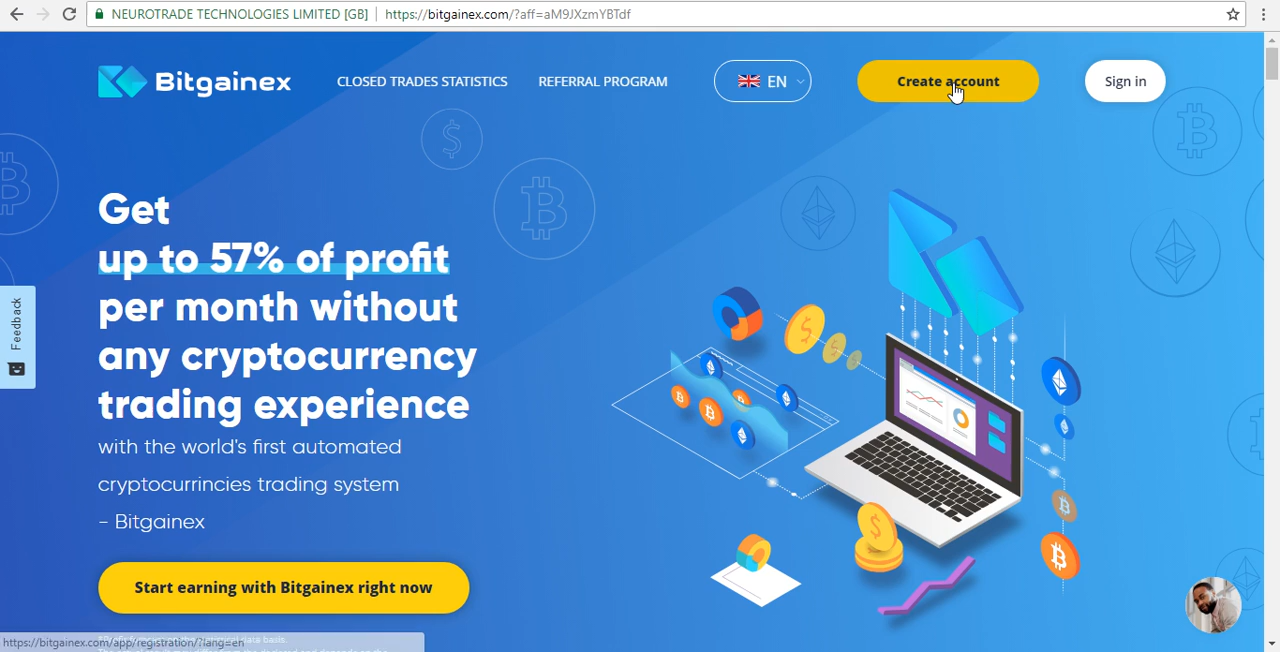 NEUROTRADE TECHNOLOGIES LIMITED [GB]
https://bitgainex.com/?aff=aM9JXzmYBTdf
Bitgainex
CLOSED TRADES STATISTICS
REFERRAL PROGRAM
EN
Create account
Sign in
Get
up to 57% of profit
per month without
any cryptocurrency
trading experience
with the world's first automated
cryptocurrincies trading system
– Bitgainex
Start earning with Bitgainex right now
Feedback
https://bitgainex.com/app/registration/?lang=en